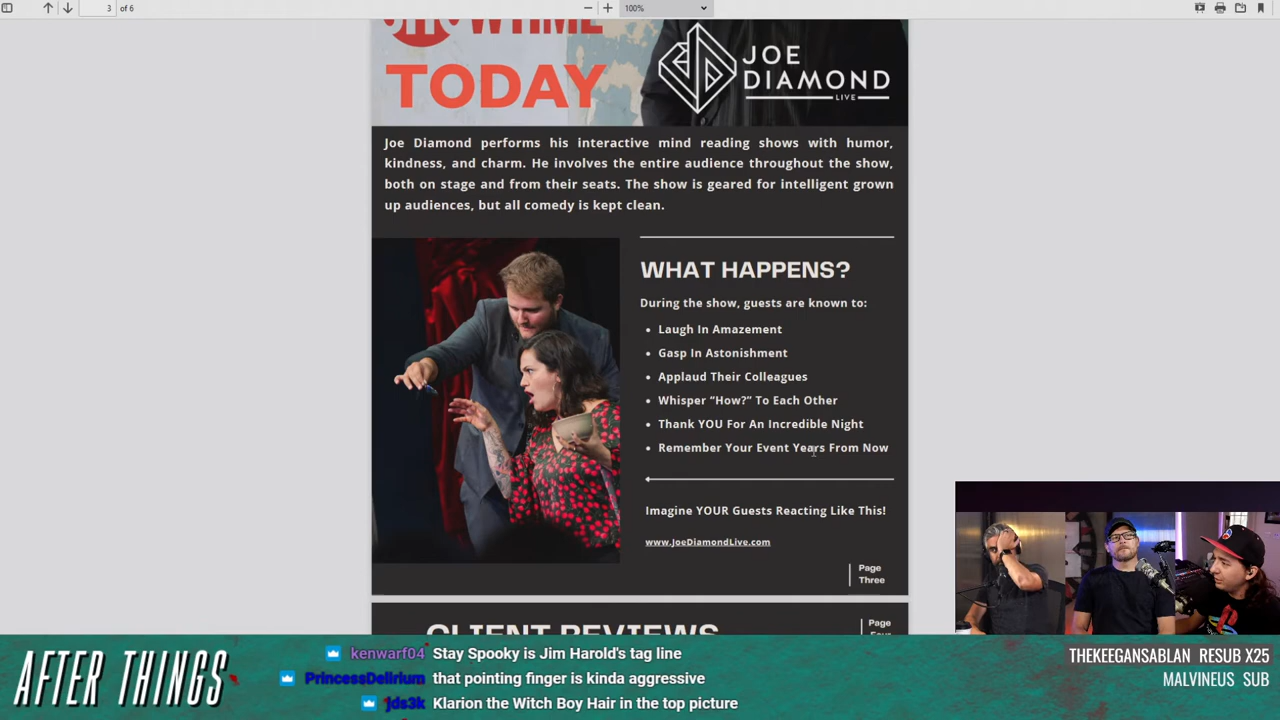 3 of 6
100%
SHOWTIME
TODAY
JOE
DIAMOND
LIVE
Joe Diamond performs his interactive mind reading shows with humor,
kindness, and charm. He involves the entire audience throughout the show,
both on stage and from their seats. The show is geared for intelligent grown
up audiences, but all comedy is kept clean.
WHAT HAPPENS?
During the show, guests are known to:
• Laugh In Amazement
• Gasp In Astonishment
• Applaud Their Colleagues
• Whisper “How?” To Each Other
• Thank YOU For An Incredible Night
• Remember Your Event Years From Now
Imagine YOUR Guests Reacting Like This!
www.JoeDiamondLive.com
Page
Three
CLIENT REVIEWS
Page
Four
AFTER THINGS
kenwarf04 Stay Spooky is Jim Harold's tag line
PrincessDelirium that pointing finger is kinda aggressive
jds3k Klarion the Witch Boy Hair in the top picture
THEKEEGANSABLAN RESUB X25
MALVINEUS SUB